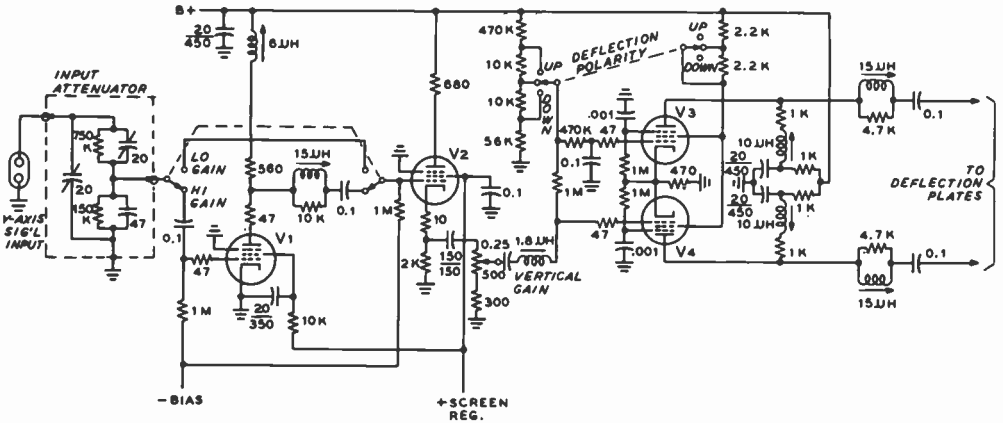 B+
20
450
6UH
INPUT
ATTENUATOR
750
K
20
20
150
K
47
Y-AXIS
SIG'L
INPUT
LO
GAIN
HI
GAIN
0.1
47
1M
-BIAS
560
47
15UH
10K
0.1
V1
20
350
10K
680
V2
1M
10
2K
150
150
0.1
0.25
500
300
1.8UH
VERTICAL
GAIN
+SCREEN
REG.
470K
10K
10K
56K
UP
DOWN
DEFLECTION
POLARITY
UP
DOWN
2.2K
2.2K
470K
0.1
47
.001
1M
1M
1M
470
47
.001
V3
V4
1K
10UH
20
450
1K
20
450
1K
10UH
1K
15UH
4.7K
0.1
TO
DEFLECTION
PLATES
4.7K
15UH
0.1